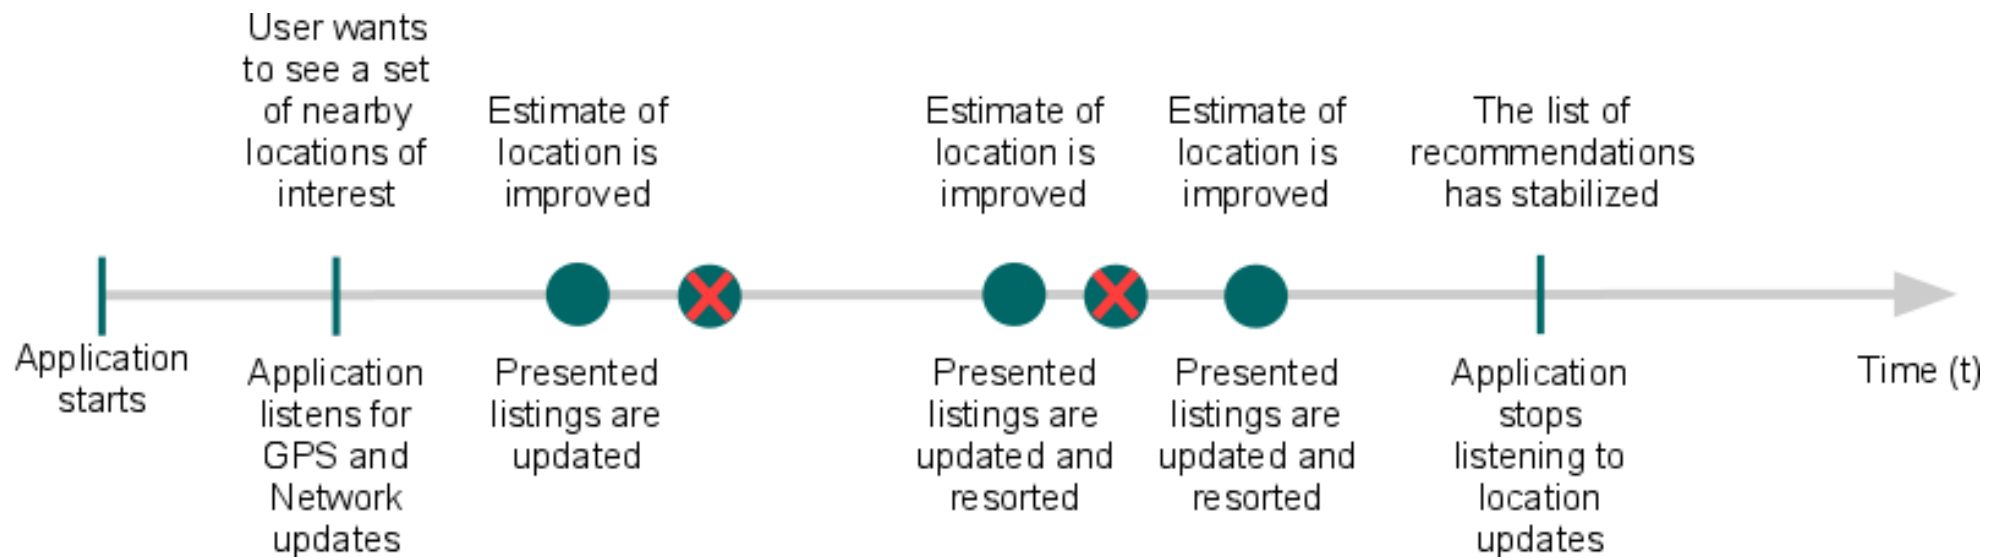 User wants
to see a set
of nearby
locations of
interest
Estimate of
location is
improved
Estimate of
location is
improved
Estimate of
location is
improved
The list of
recommendations
has stabilized
Application
starts
Application
listens for
GPS and
Network
updates
Presented
listings are
updated
Presented
listings are
updated and
resorted
Presented
listings are
updated and
resorted
Application
stops
listening to
location
updates
Time (t)